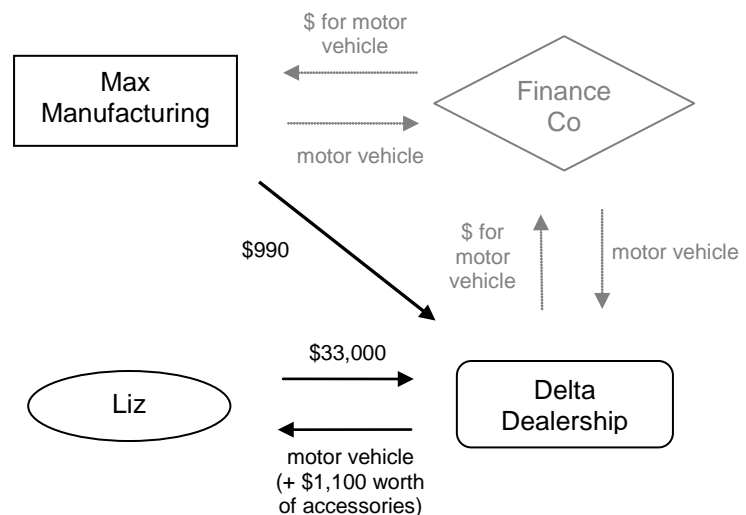 $ for motor
vehicle
Max
Manufacturing
Finance
Co
motor vehicle
$990
$ for
motor
vehicle
motor vehicle
$33,000
Liz
Delta
Dealership
motor vehicle
(+ $1,100 worth
of accessories)